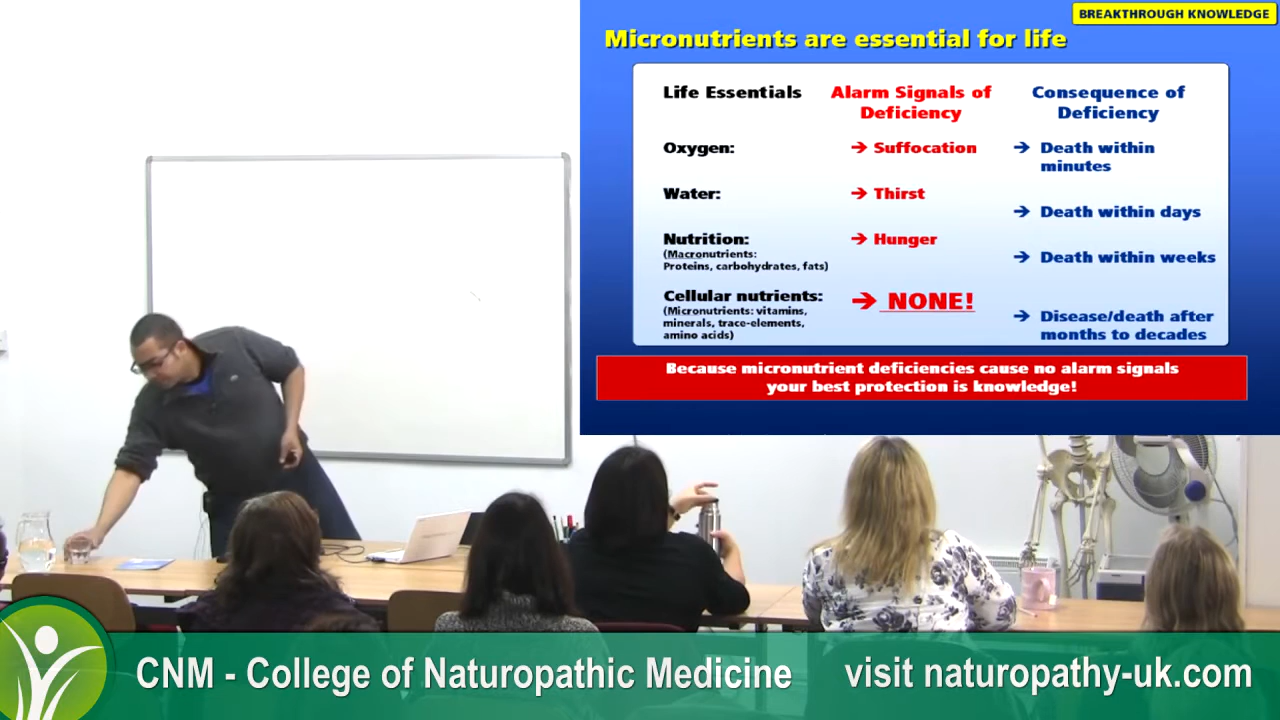 BREAKTHROUGH KNOWLEDGE
Micronutrients are essential for life
Life Essentials
Alarm Signals of
Deficiency
Consequence of
Deficiency
Oxygen:
➔ Suffocation
➔ Death within
minutes
Water:
➔ Thirst
➔ Death within days
Nutrition:
(Macronutrients:
Proteins, carbohydrates, fats)
➔ Hunger
➔ Death within weeks
Cellular nutrients:
(Micronutrients: vitamins,
minerals, trace-elements,
amino acids)
➔ NONE!
➔ Disease/death after
months to decades
Because micronutrient deficiencies cause no alarm signals
your best protection is knowledge!
CNM - College of Naturopathic Medicine
visit naturopathy-uk.com